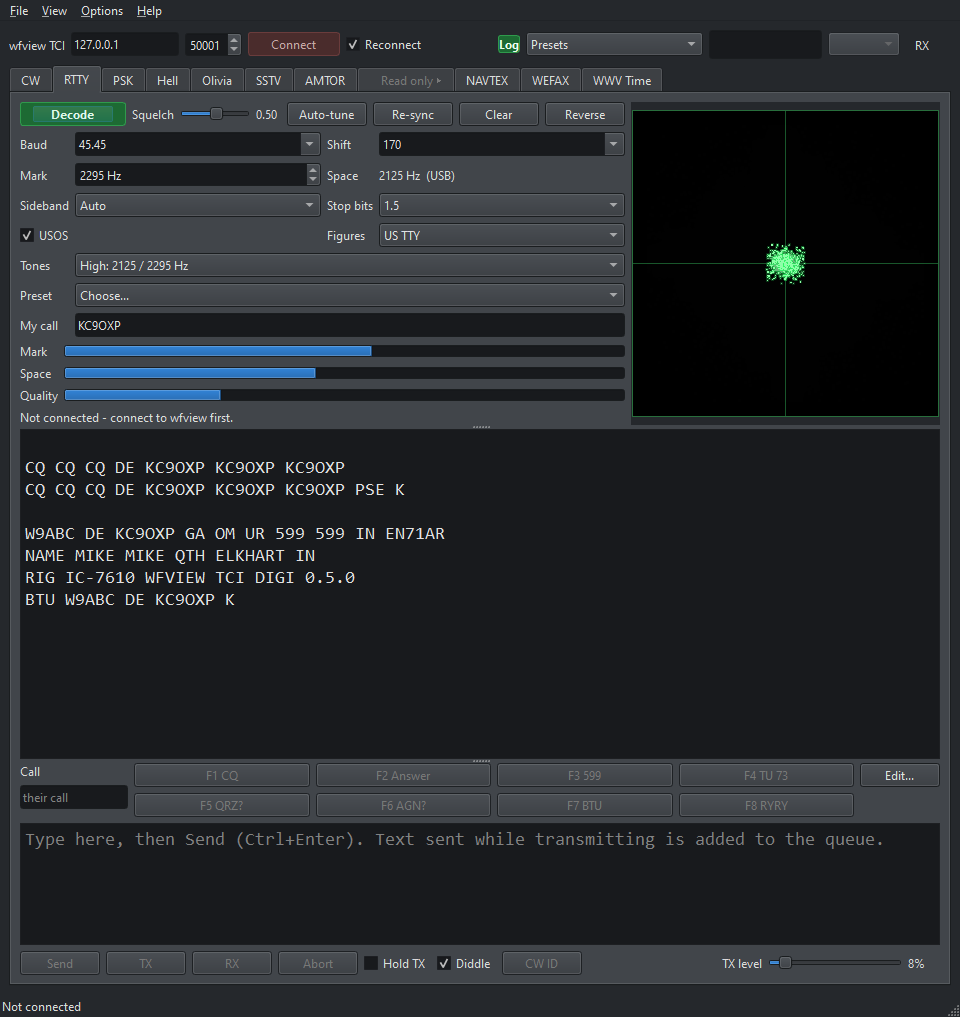 File View Options Help
wfview TCI 127.0.0.1 50001 Connect Reconnect Log Presets RX
CW RTTY PSK Hell Olivia SSTV AMTOR Read only ▸ NAVTEX WEFAX WWV Time
Decode Squelch 0.50 Auto-tune Re-sync Clear Reverse
Baud 45.45 Shift 170
Mark 2295 Hz Space 2125 Hz (USB)
Sideband Auto Stop bits 1.5
USOS Figures US TTY
Tones High: 2125 / 2295 Hz
Preset Choose...
My call KC9OXP
Mark
Space
Quality
Not connected - connect to wfview first.
CQ CQ CQ DE KC9OXP KC9OXP KC9OXP
CQ CQ CQ DE KC9OXP KC9OXP KC9OXP PSE K
W9ABC DE KC9OXP GA OM UR 599 599 IN EN71AR
NAME MIKE MIKE QTH ELKHART IN
RIG IC-7610 WFVIEW TCI DIGI 0.5.0
BTU W9ABC DE KC9OXP K
Call F1 CQ F2 Answer F3 599 F4 TU 73 Edit...
their call F5 QRZ? F6 AGN? F7 BTU F8 RYRY
Type here, then Send (Ctrl+Enter). Text sent while transmitting is added to the queue.
Send TX RX Abort Hold TX Diddle CW ID TX level 8%
Not connected